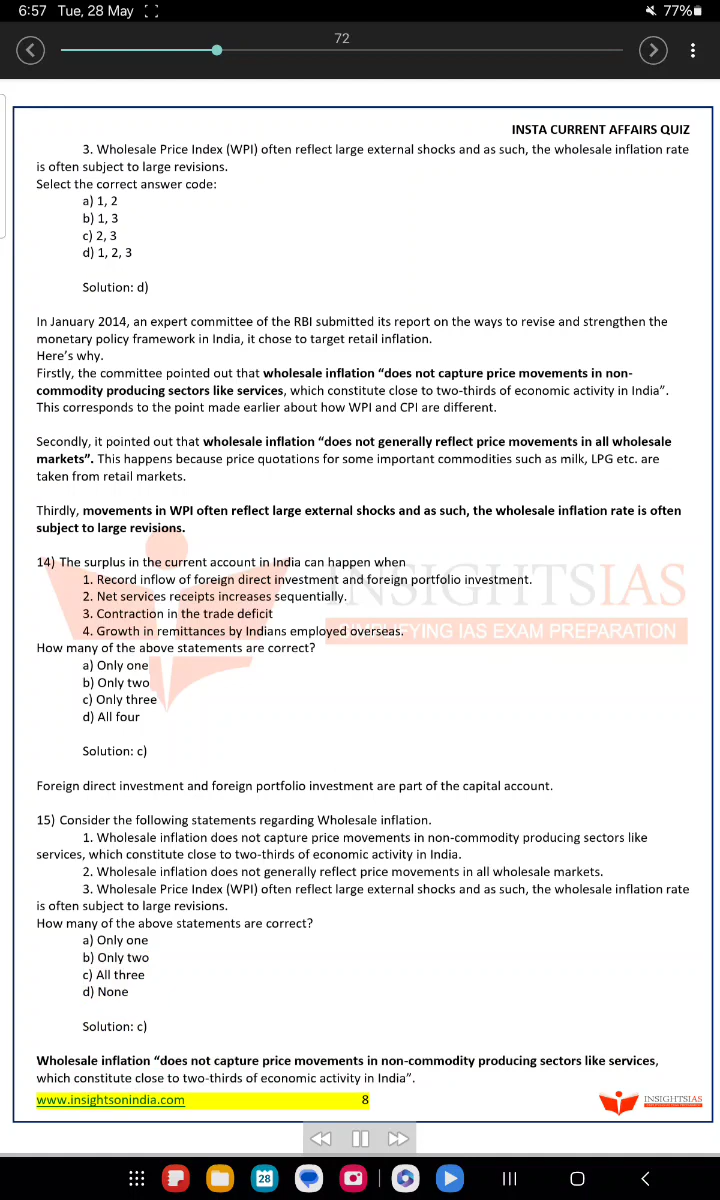 6:57 Tue, 28 May
77%
72
INSTA CURRENT AFFAIRS QUIZ
3. Wholesale Price Index (WPI) often reflect large external shocks and as such, the wholesale inflation rate
is often subject to large revisions.
Select the correct answer code:
a) 1, 2
b) 1, 3
c) 2, 3
d) 1, 2, 3
Solution: d)
In January 2014, an expert committee of the RBI submitted its report on the ways to revise and strengthen the
monetary policy framework in India, it chose to target retail inflation.
Here's why.
Firstly, the committee pointed out that wholesale inflation "does not capture price movements in non-
commodity producing sectors like services, which constitute close to two-thirds of economic activity in India".
This corresponds to the point made earlier about how WPI and CPI are different.
Secondly, it pointed out that wholesale inflation "does not generally reflect price movements in all wholesale
markets". This happens because price quotations for some important commodities such as milk, LPG etc. are
taken from retail markets.
Thirdly, movements in WPI often reflect large external shocks and as such, the wholesale inflation rate is often
subject to large revisions.
14) The surplus in the current account in India can happen when
1. Record inflow of foreign direct investment and foreign portfolio investment.
2. Net services receipts increases sequentially.
3. Contraction in the trade deficit
4. Growth in remittances by Indians employed overseas.
INSIGHTSIAS
SIMPLIFYING IAS EXAM PREPARATION
How many of the above statements are correct?
a) Only one
b) Only two
c) Only three
d) All four
Solution: c)
Foreign direct investment and foreign portfolio investment are part of the capital account.
15) Consider the following statements regarding Wholesale inflation.
1. Wholesale inflation does not capture price movements in non-commodity producing sectors like
services, which constitute close to two-thirds of economic activity in India.
2. Wholesale inflation does not generally reflect price movements in all wholesale markets.
3. Wholesale Price Index (WPI) often reflect large external shocks and as such, the wholesale inflation rate
is often subject to large revisions.
How many of the above statements are correct?
a) Only one
b) Only two
c) All three
d) None
Solution: c)
Wholesale inflation "does not capture price movements in non-commodity producing sectors like services,
which constitute close to two-thirds of economic activity in India".
www.insightsonindia.com 8
INSIGHTSIAS
28